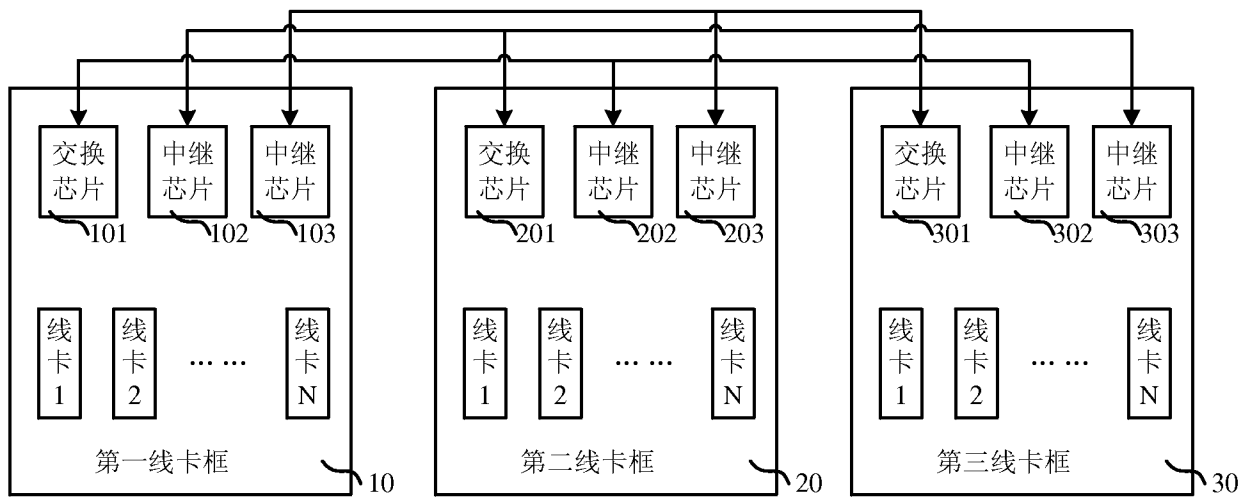 交换
芯片
101
中继
芯片
102
中继
芯片
103
线
卡
1
线
卡
2
... ...
线
卡
N
第一线卡框
10
交换
芯片
201
中继
芯片
202
中继
芯片
203
线
卡
1
线
卡
2
... ...
线
卡
N
第二线卡框
20
交换
芯片
301
中继
芯片
302
中继
芯片
303
线
卡
1
线
卡
2
... ...
线
卡
N
第三线卡框
30